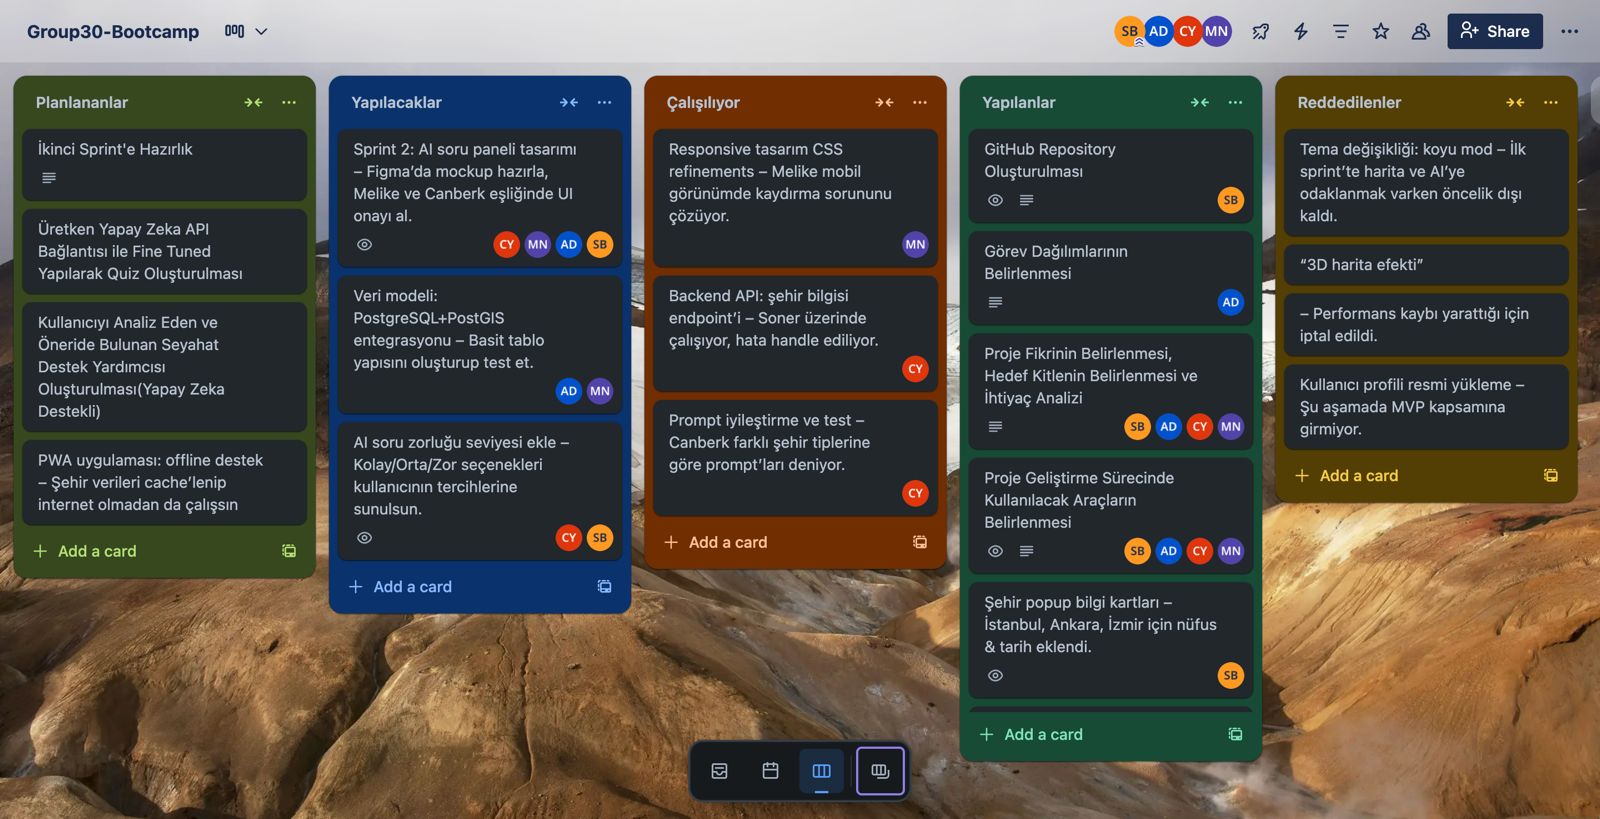 Group30-Bootcamp
SB AD CY MN
Share
Planlananlar
İkinci Sprint'e Hazırlık
Üretken Yapay Zeka API
Bağlantısı ile Fine Tuned
Yapılarak Quiz Oluşturulması
Kullanıcıyı Analiz Eden ve
Öneride Bulunan Seyahat
Destek Yardımcısı
Oluşturulması(Yapay Zeka
Destekli)
PWA uygulaması: offline destek
– Şehir verileri cache’lenip
internet olmadan da çalışsın
Add a card
Yapılacaklar
Sprint 2: AI soru paneli tasarımı
– Figma’da mockup hazırla,
Melike ve Canberk eşliğinde UI
onayı al.
CY MN AD SB
Veri modeli:
PostgreSQL+PostGIS
entegrasyonu – Basit tablo
yapısını oluşturup test et.
AD MN
AI soru zorluğu seviyesi ekle –
Kolay/Orta/Zor seçenekleri
kullanıcının tercihlerine
sunulsun.
CY SB
Add a card
Çalışılıyor
Responsive tasarım CSS
refinements – Melike mobil
görünümde kaydırma sorununu
çözüyor.
MN
Backend API: şehir bilgisi
endpoint’i – Soner üzerinde
çalışıyor, hata handle ediliyor.
CY
Prompt iyileştirme ve test –
Canberk farklı şehir tiplerine
göre prompt’ları deniyor.
CY
Add a card
Yapılanlar
GitHub Repository
Oluşturulması
SB
Görev Dağılımlarının
Belirlenmesi
AD
Proje Fikrinin Belirlenmesi,
Hedef Kitlenin Belirlenmesi ve
İhtiyaç Analizi
SB AD CY MN
Proje Geliştirme Sürecinde
Kullanılacak Araçların
Belirlenmesi
SB AD CY MN
Şehir popup bilgi kartları –
İstanbul, Ankara, İzmir için nüfus
& tarih eklendi.
SB
Add a card
Reddedilenler
Tema değişikliği: koyu mod – İlk
sprint’te harita ve AI’ye
odaklanmak varken öncelik dışı
kaldı.
“3D harita efekti”
– Performans kaybı yarattığı için
iptal edildi.
Kullanıcı profili resmi yükleme –
Şu aşamada MVP kapsamına
girmiyor.
Add a card